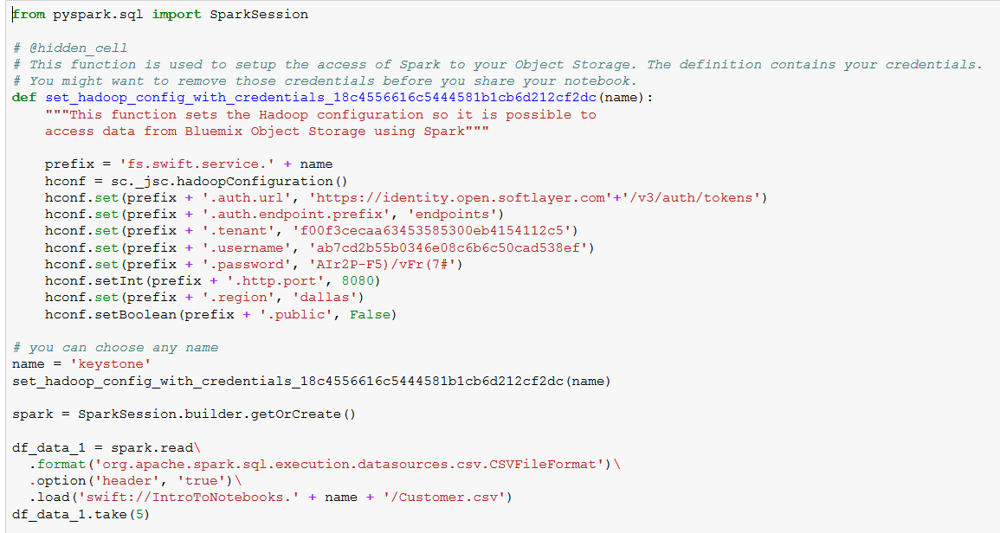 from pyspark.sql import SparkSession
# @hidden_cell
# This function is used to setup the access of Spark to your Object Storage. The definition contains your credentials.
# You might want to remove those credentials before you share your notebook.
def set_hadoop_config_with_credentials_18c4556616c5444581b1cb6d212cf2dc(name):
    """This function sets the Hadoop configuration so it is possible to
    access data from Bluemix Object Storage using Spark"""
    prefix = 'fs.swift.service.' + name
    hconf = sc._jsc.hadoopConfiguration()
    hconf.set(prefix + '.auth.url', 'https://identity.open.softlayer.com'+'/v3/auth/tokens')
    hconf.set(prefix + '.auth.endpoint.prefix', 'endpoints')
    hconf.set(prefix + '.tenant', 'f00f3cecaa63453585300eb4154112c5')
    hconf.set(prefix + '.username', 'ab7cd2b55b0346e08c6b6c50cad538ef')
    hconf.set(prefix + '.password', 'AIr2P-F5)/vFr(7#')
    hconf.setInt(prefix + '.http.port', 8080)
    hconf.set(prefix + '.region', 'dallas')
    hconf.setBoolean(prefix + '.public', False)
# you can choose any name
name = 'keystone'
set_hadoop_config_with_credentials_18c4556616c5444581b1cb6d212cf2dc(name)
spark = SparkSession.builder.getOrCreate()
df_data_1 = spark.read\
  .format('org.apache.spark.sql.execution.datasources.csv.CSVFileFormat')\
  .option('header', 'true')\
  .load('swift://IntroToNotebooks.' + name + '/Customer.csv')
df_data_1.take(5)